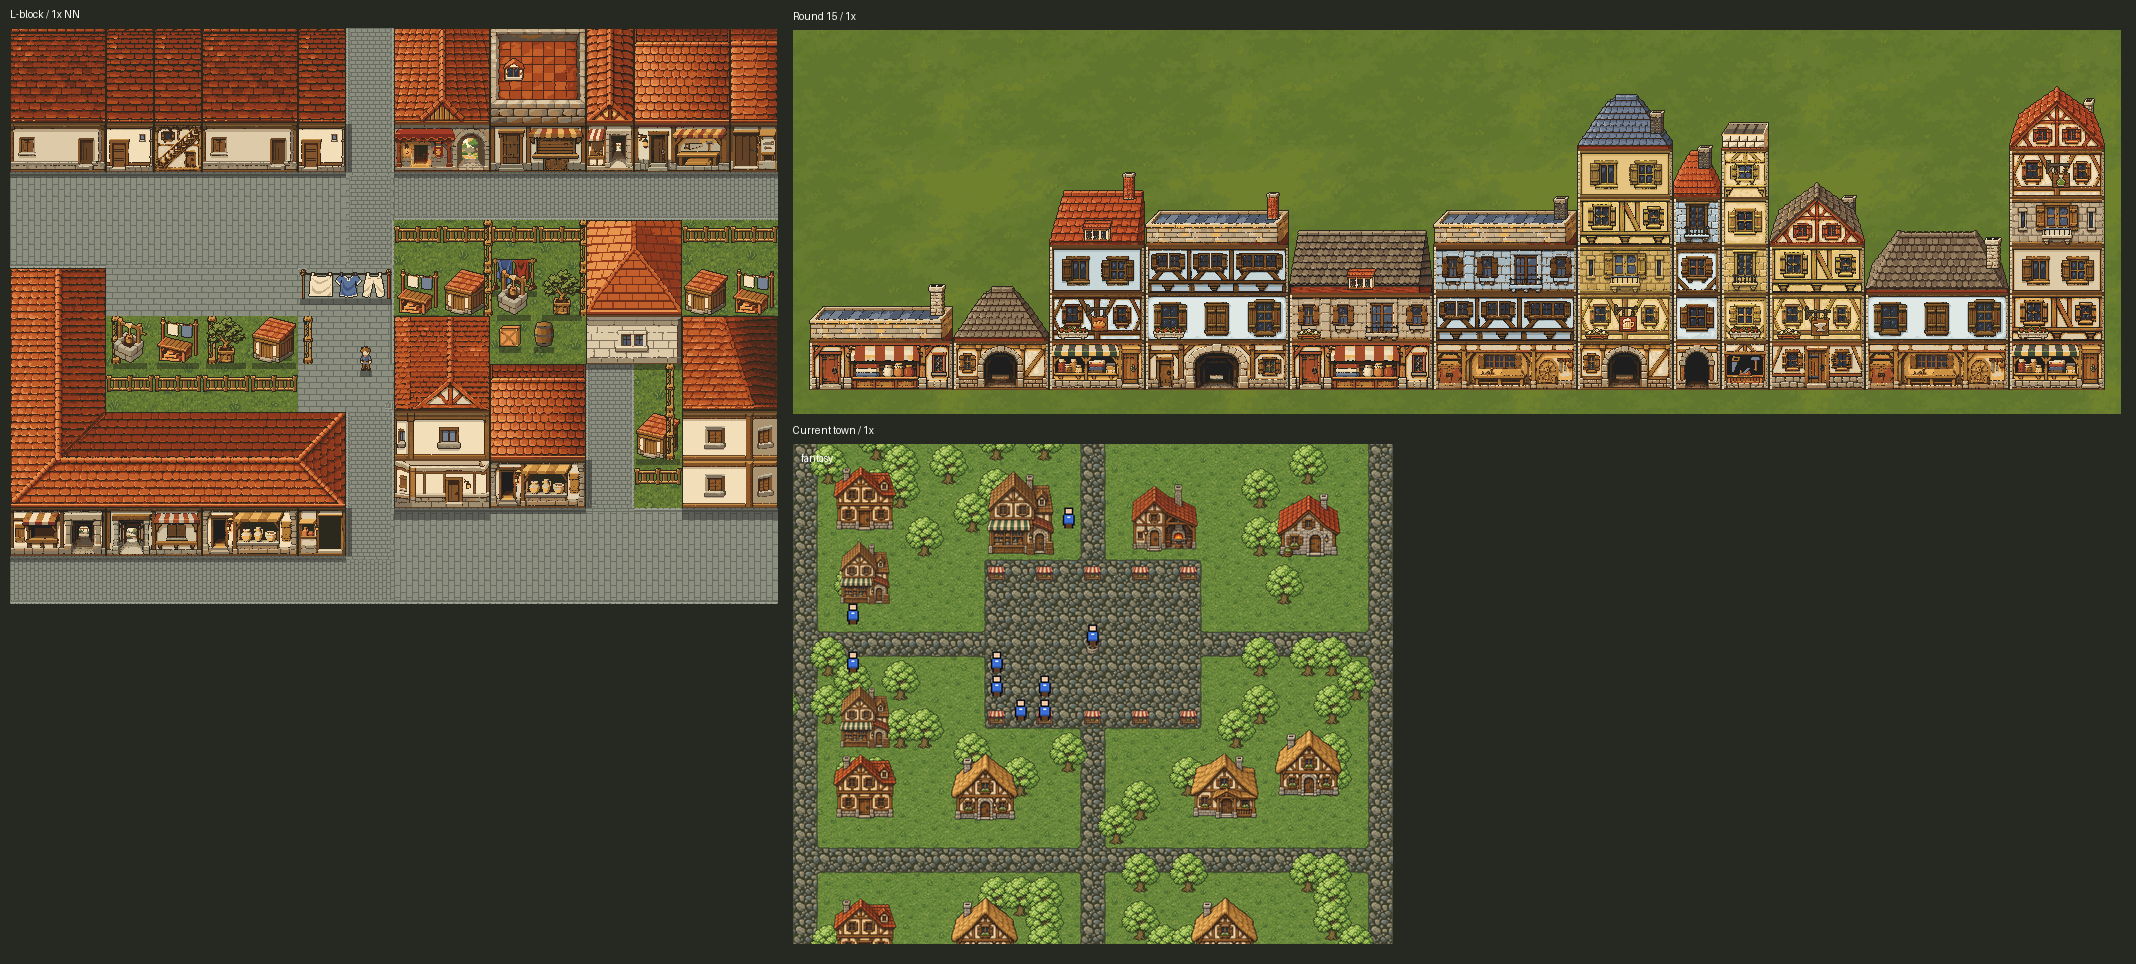 L-block / 1x NN
Round 15 / 1x
Current town / 1x
fantasy